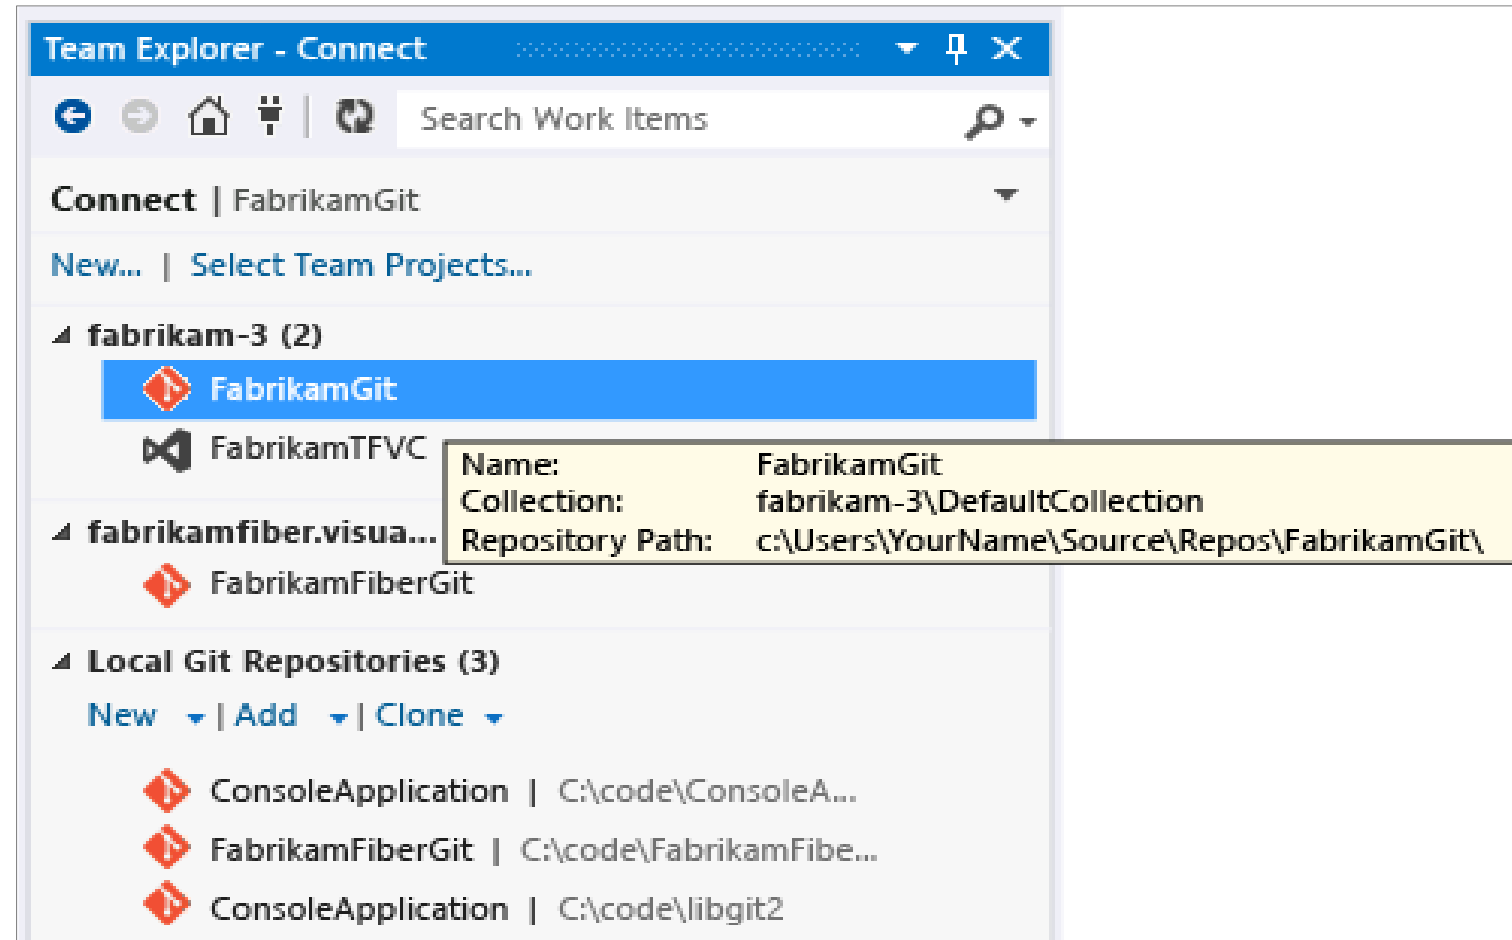 Team Explorer - Connect
Search Work Items
Connect | FabrikamGit
New... | Select Team Projects...
fabrikam-3 (2)
FabrikamGit
FabrikamTFVC
Name: FabrikamGit
Collection: fabrikam-3\DefaultCollection
Repository Path: c:\Users\YourName\Source\Repos\FabrikamGit\
fabrikamfiber.visua...
FabrikamFiberGit
Local Git Repositories (3)
New | Add | Clone
ConsoleApplication | C:\code\ConsoleA...
FabrikamFiberGit | C:\code\FabrikamFibe...
ConsoleApplication | C:\code\libgit2